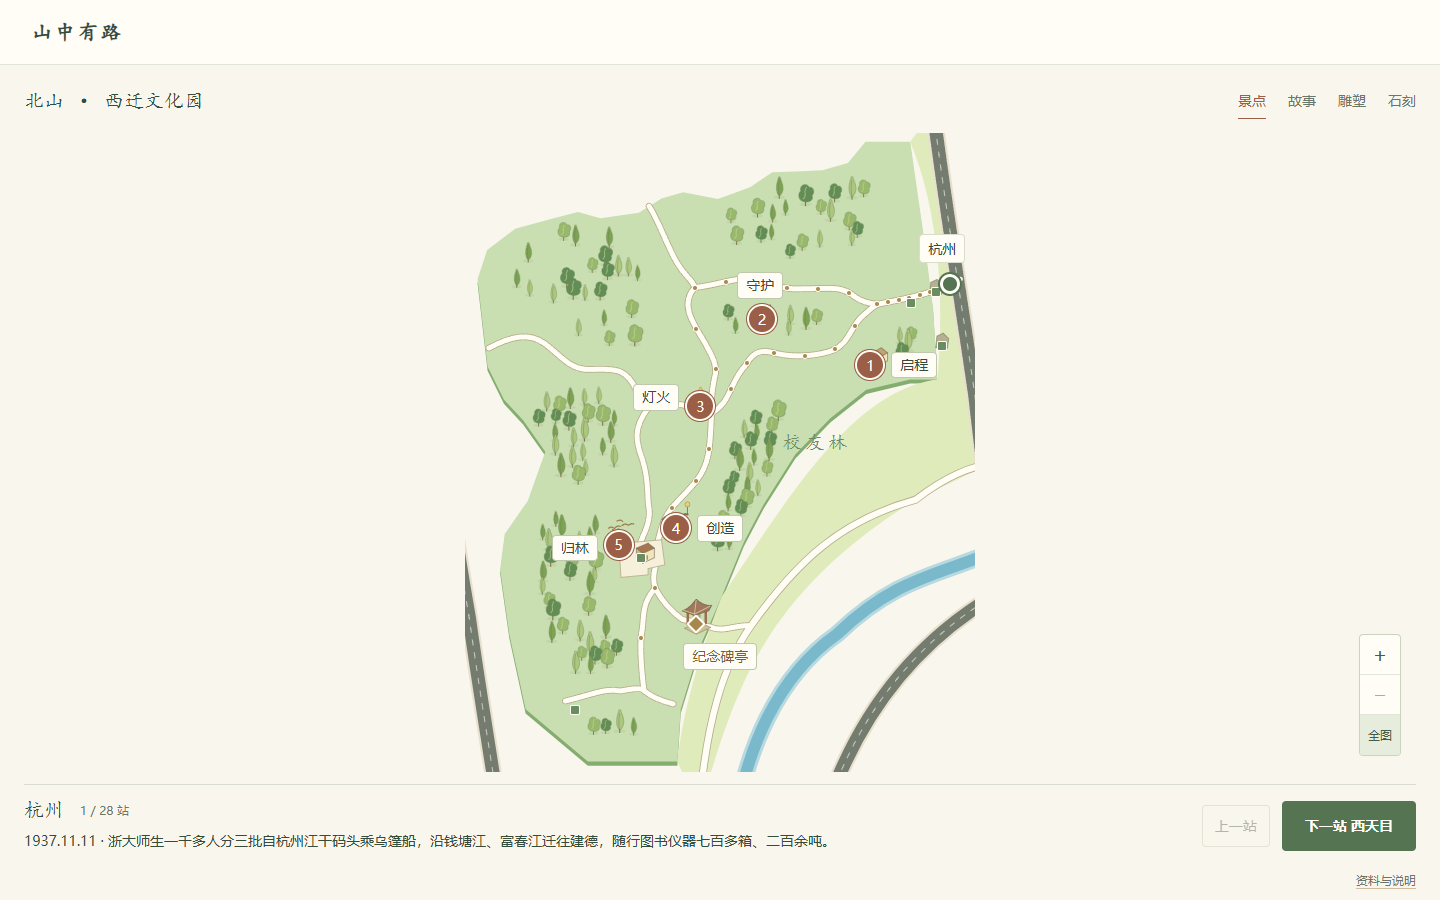 山中有路
北山 • 西迁文化园
景点 故事 雕塑 石刻
杭州
守护
2
1 启程
灯火 3
校友林
4 创造
归林 5
纪念碑亭
+
−
全图
杭州 1 / 28 站
1937.11.11 · 浙大师生一千多人分三批自杭州江干码头乘乌篷船，沿钱塘江、富春江迁往建德，随行图书仪器七百多箱、二百余吨。
上一站 下一站 西天目
资料与说明